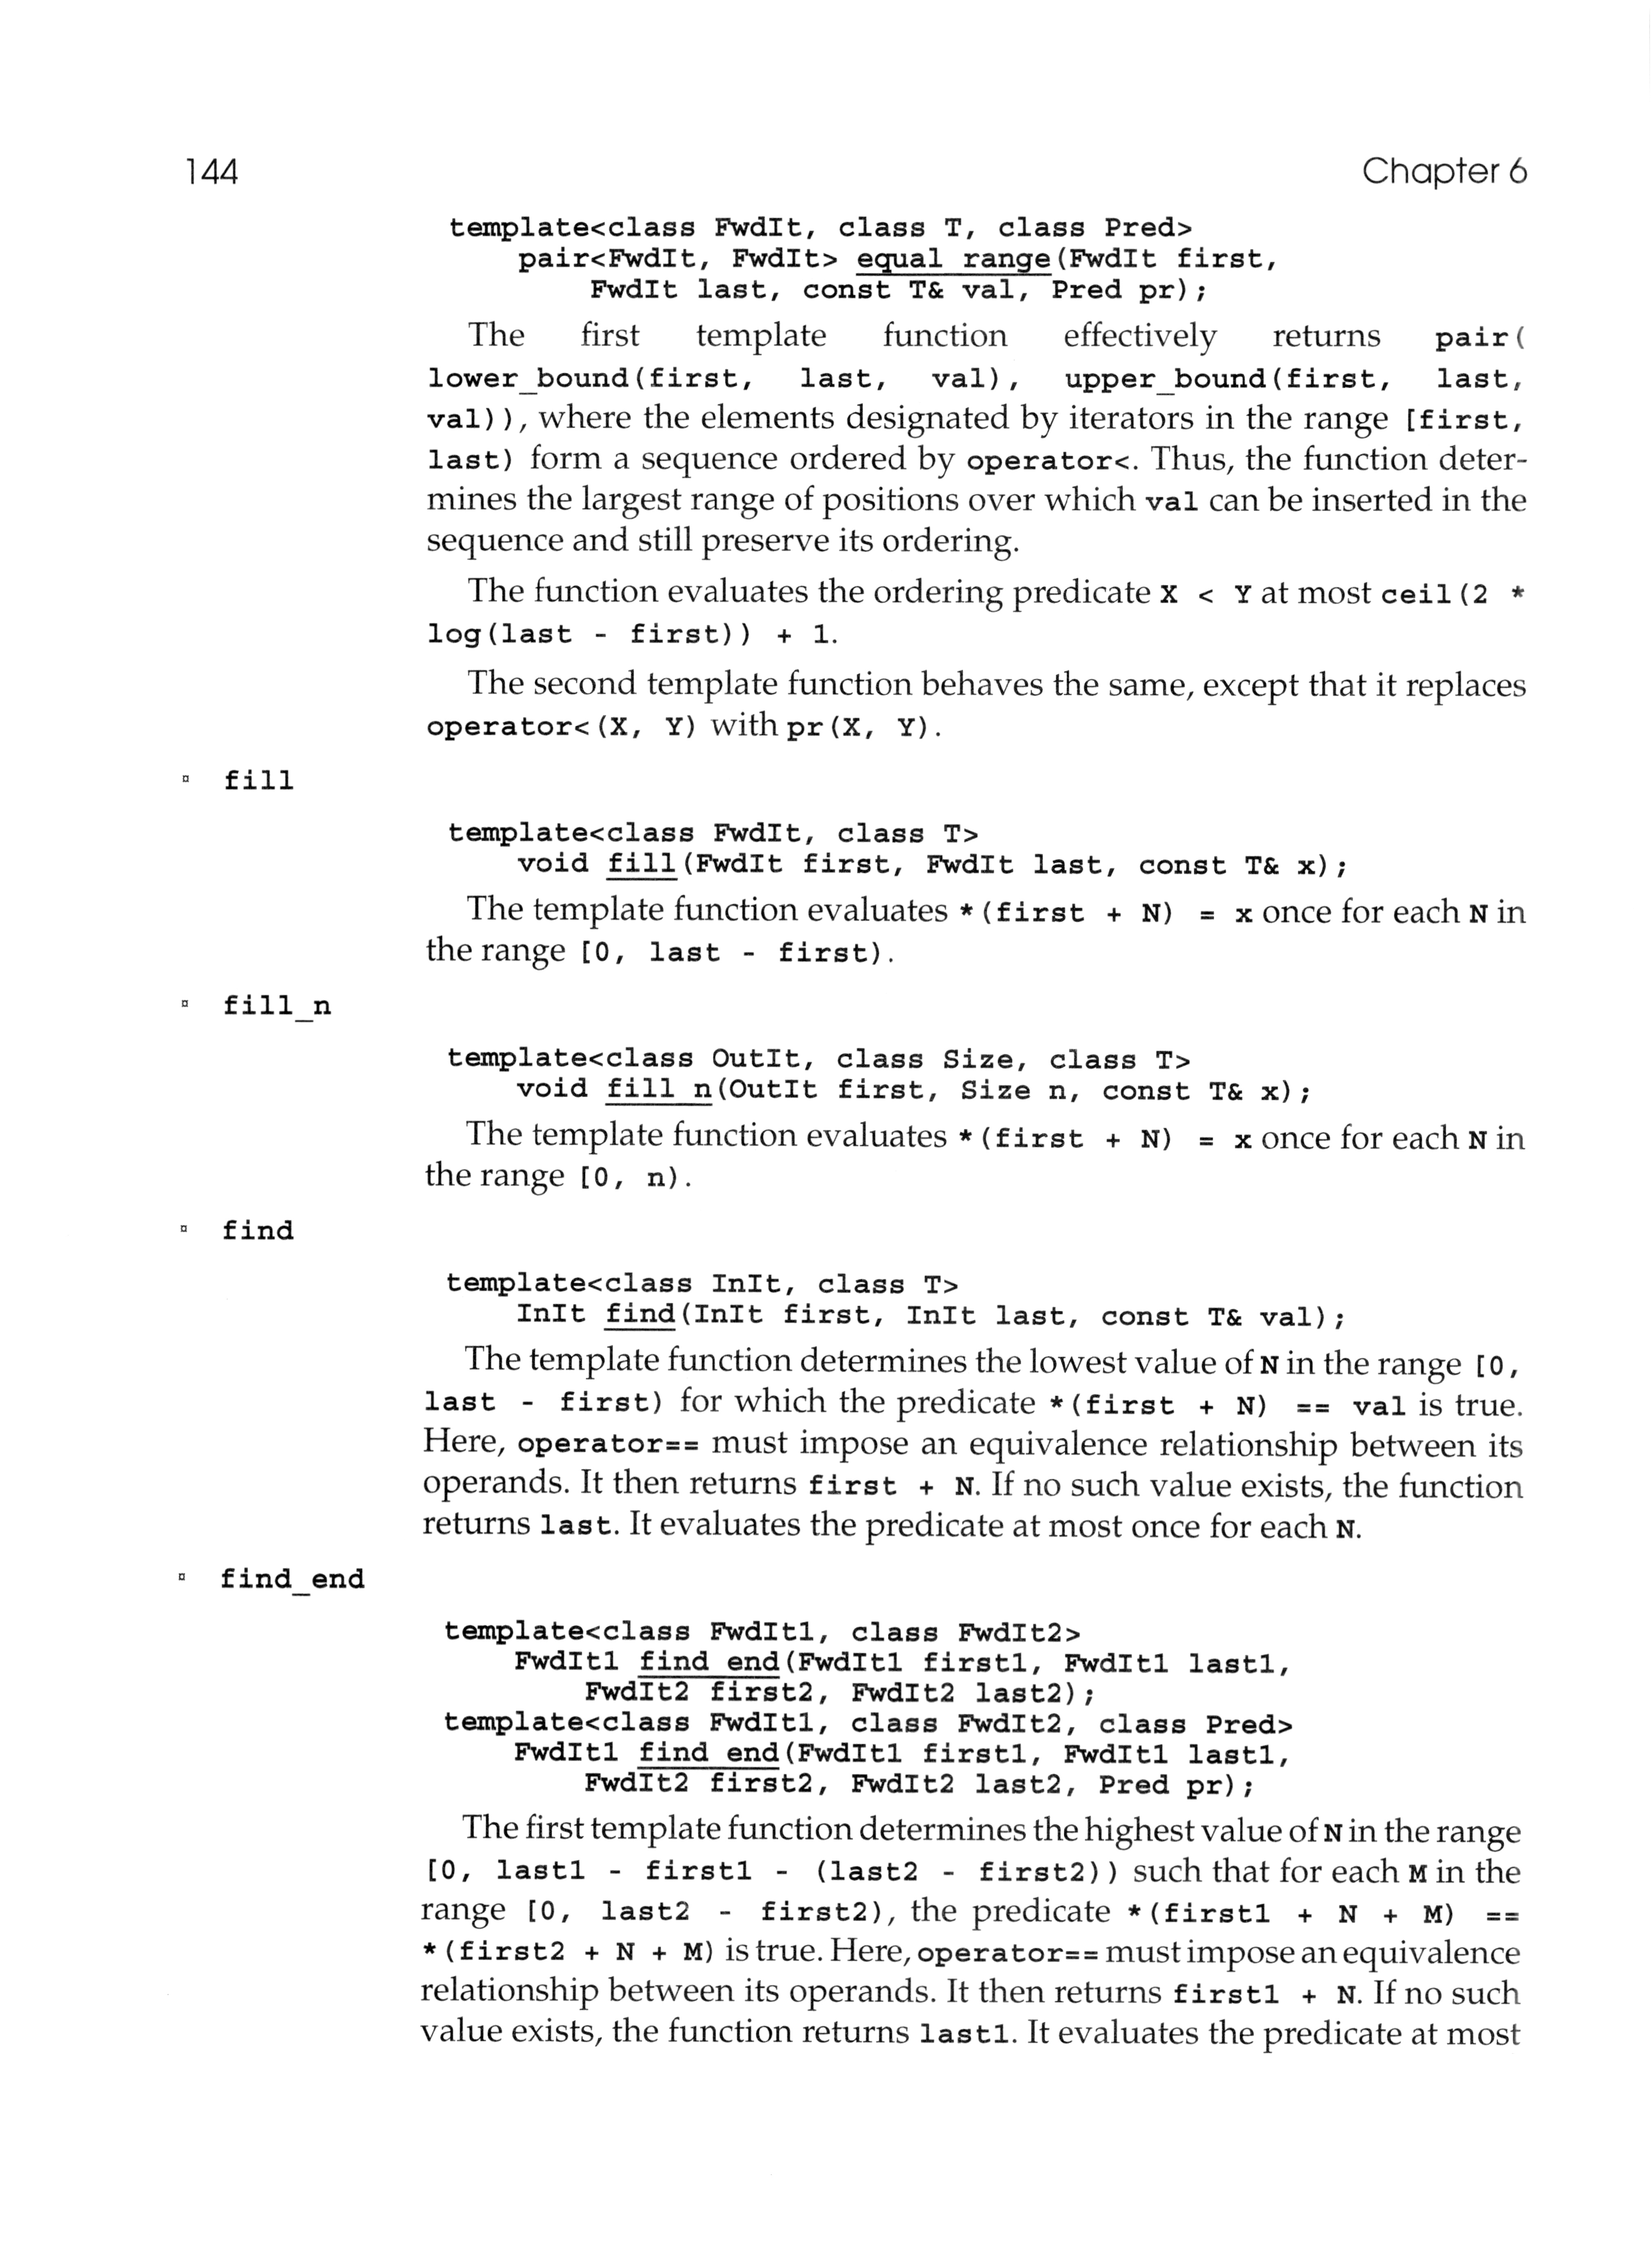 144
Chapter 6
template<class FwdIt, class T, class Pred>
pair<FwdIt, FwdIt> equal_range(FwdIt first,
FwdIt last, const T& val, Pred pr);
The first template function effectively returns pair(
lower_bound(first, last, val), upper_bound(first, last,
val)), where the elements designated by iterators in the range [first,
last) form a sequence ordered by operator<. Thus, the function deter-
mines the largest range of positions over which val can be inserted in the
sequence and still preserve its ordering.
The function evaluates the ordering predicate X < Y at most ceil(2 *
log(last - first)) + 1.
The second template function behaves the same, except that it replaces
operator<(X, Y) with pr(X, Y).
¤ fill
template<class FwdIt, class T>
void fill(FwdIt first, FwdIt last, const T& x);
The template function evaluates *(first + N) = x once for each N in
the range [0, last - first).
¤ fill_n
template<class OutIt, class Size, class T>
void fill_n(OutIt first, Size n, const T& x);
The template function evaluates *(first + N) = x once for each N in
the range [0, n).
¤ find
template<class InIt, class T>
InIt find(InIt first, InIt last, const T& val);
The template function determines the lowest value of N in the range [0,
last - first) for which the predicate *(first + N) == val is true.
Here, operator== must impose an equivalence relationship between its
operands. It then returns first + N. If no such value exists, the function
returns last. It evaluates the predicate at most once for each N.
¤ find_end
template<class FwdIt1, class FwdIt2>
FwdIt1 find_end(FwdIt1 first1, FwdIt1 last1,
FwdIt2 first2, FwdIt2 last2);
template<class FwdIt1, class FwdIt2, class Pred>
FwdIt1 find_end(FwdIt1 first1, FwdIt1 last1,
FwdIt2 first2, FwdIt2 last2, Pred pr);
The first template function determines the highest value of N in the range
[0, last1 - first1 - (last2 - first2)) such that for each M in the
range [0, last2 - first2), the predicate *(first1 + N + M) ==
*(first2 + N + M) is true. Here, operator== must impose an equivalence
relationship between its operands. It then returns first1 + N. If no such
value exists, the function returns last1. It evaluates the predicate at most